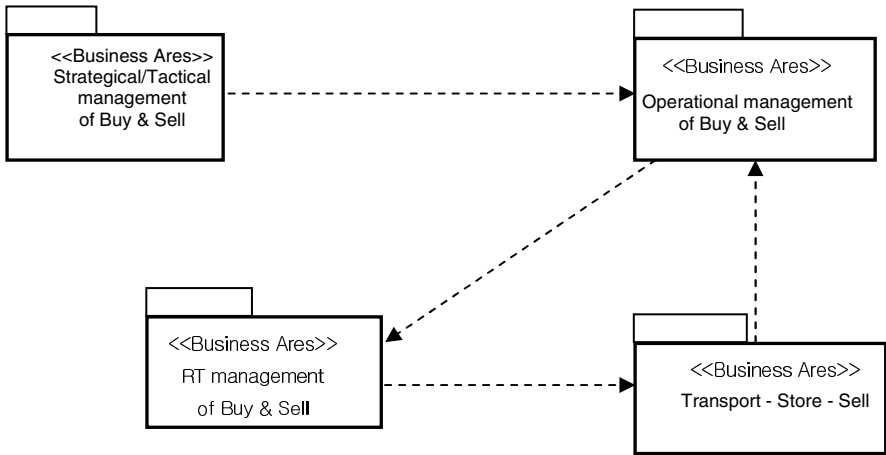 <<Business Ares>>
Strategical/Tactical
management
of Buy & Sell
<<Business Ares>>
Operational management
of Buy & Sell
<<Business Ares>>
RT management
of Buy & Sell
<<Business Ares>>
Transport - Store - Sell